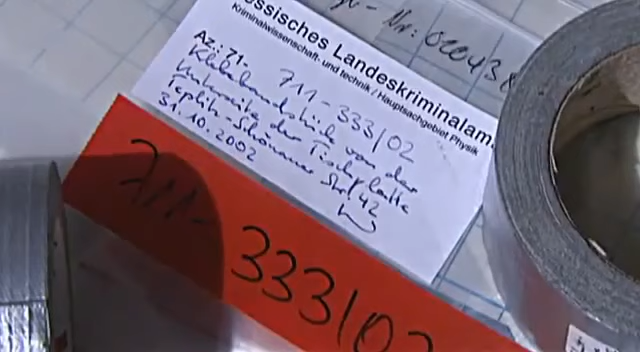 Nr.: 020438
ssisches Landeskriminalam
Kriminalwissenschaft- und technik / Hauptsachgebiet Physik
Az.: 71- 711-333/02
Klebebandstück von der
Unterseite der Tischplatte
Teplitz-Schönauer Str. 42
31.10.2002
711-333/02